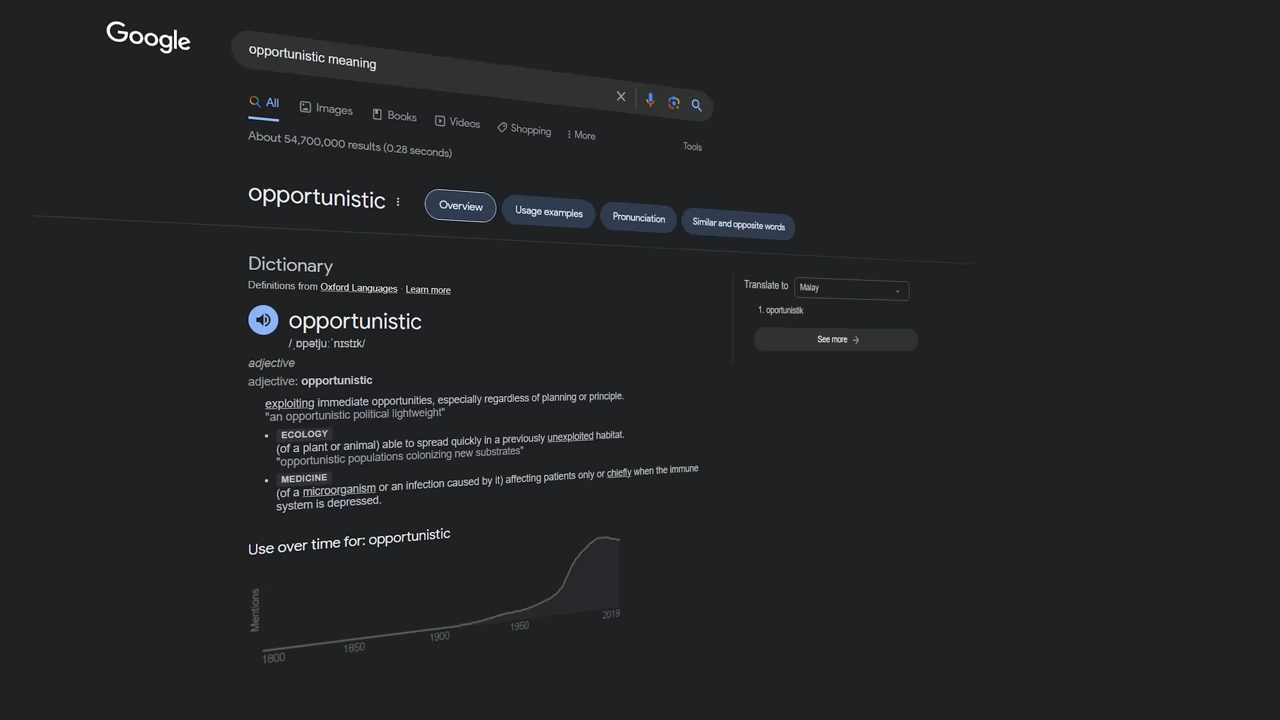 Google
opportunistic meaning
All Images Books Videos Shopping More Tools
About 54,700,000 results (0.28 seconds)
opportunistic Overview Usage examples Pronunciation Similar and opposite words
Dictionary
Definitions from Oxford Languages · Learn more
Translate to Malay
1. oportunistik
See more
opportunistic
/ˌɒpətjuːˈnɪstɪk/
adjective
adjective: opportunistic
exploiting immediate opportunities, especially regardless of planning or principle.
"an opportunistic political lightweight"
ECOLOGY
(of a plant or animal) able to spread quickly in a previously unexploited habitat.
"opportunistic populations colonizing new substrates"
MEDICINE
(of a microorganism or an infection caused by it) affecting patients only or chiefly when the immune
system is depressed.
Use over time for: opportunistic
Mentions
1800 1850 1900 1950 2019